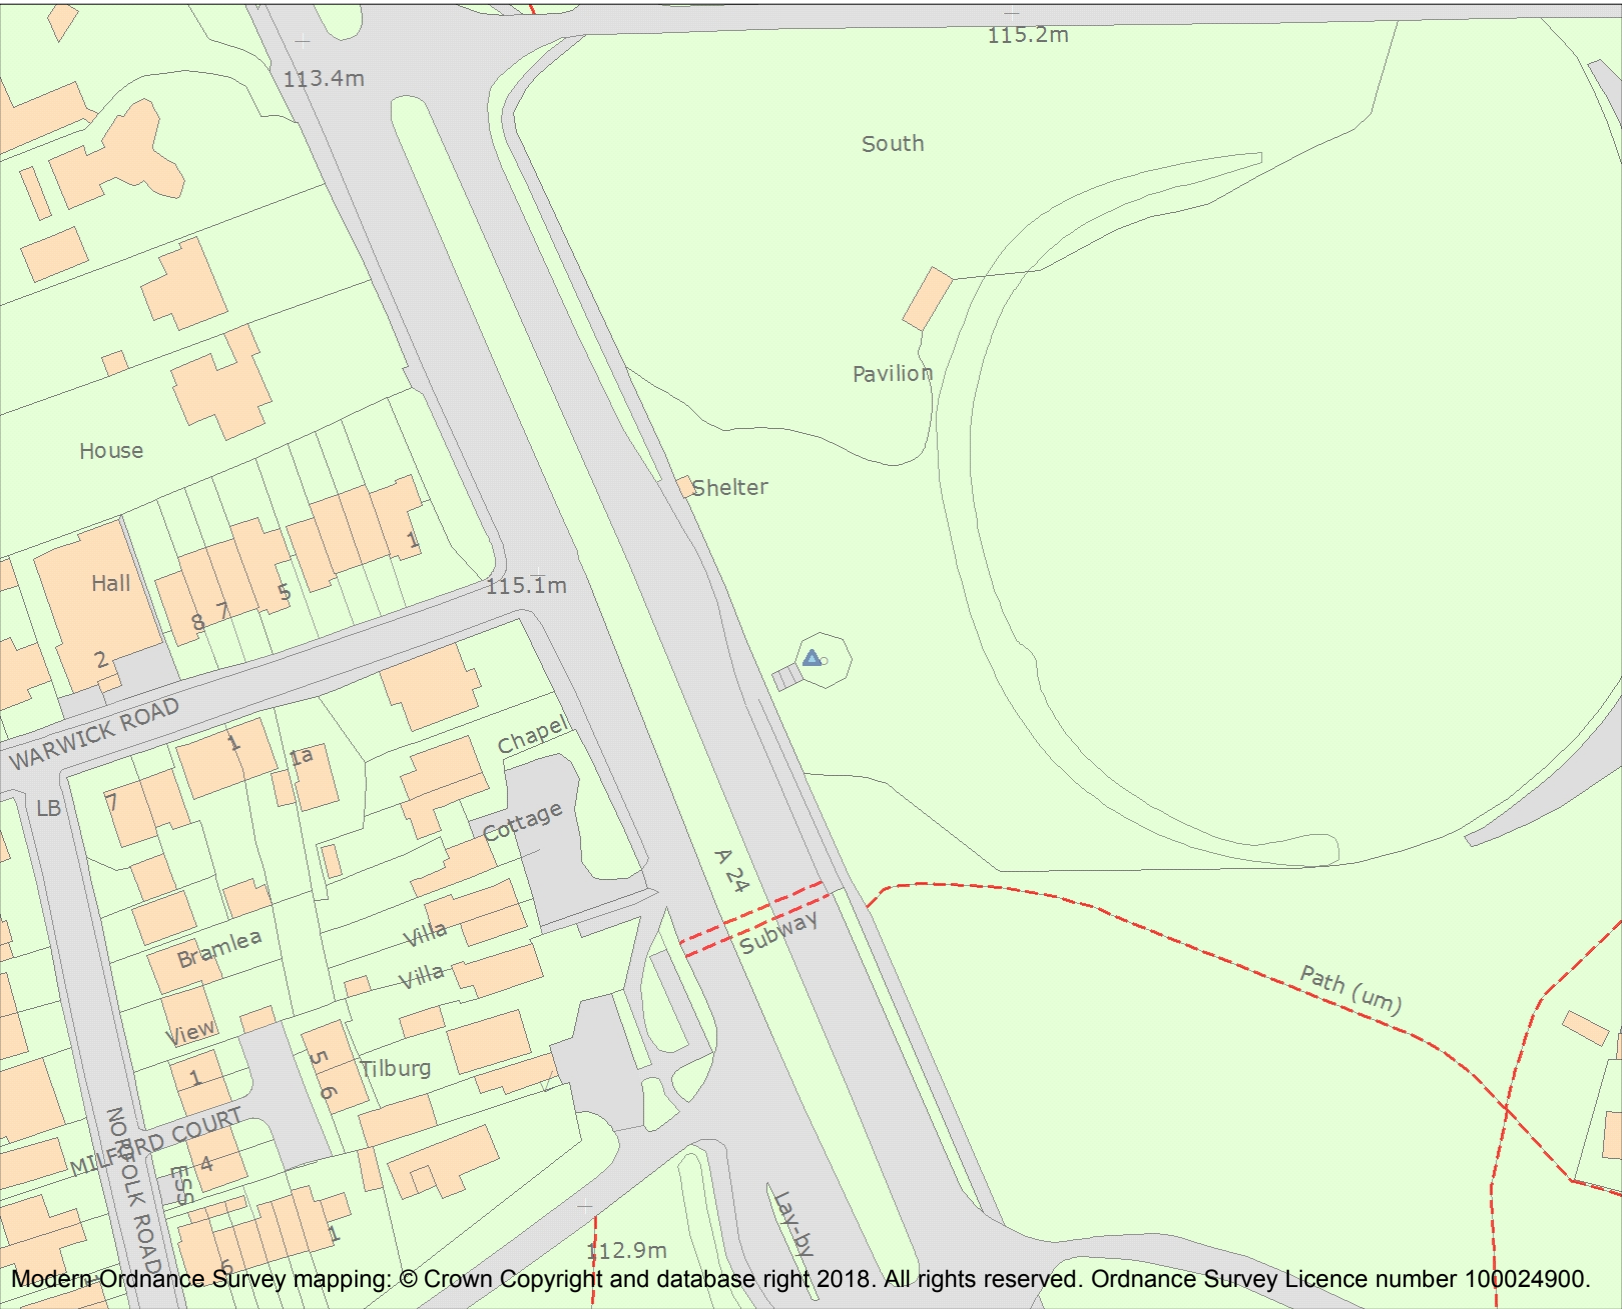 115.2m
113.4m
South
Pavilion
House
Shelter
1
Hall
115.1m
5
7
8
2
WARWICK ROAD
Chapel
1
1a
7
LB
Cottage
A 24
Subway
Villa
Bramlea
Villa
Path (um)
View
5
Tilburg
1
6
MILFORD COURT
NORFOLK ROAD
4
ESS
Lay-by
1
112.9m
6
1
Modern Ordnance Survey mapping: © Crown Copyright and database right 2018. All rights reserved. Ordnance Survey Licence number 100024900.